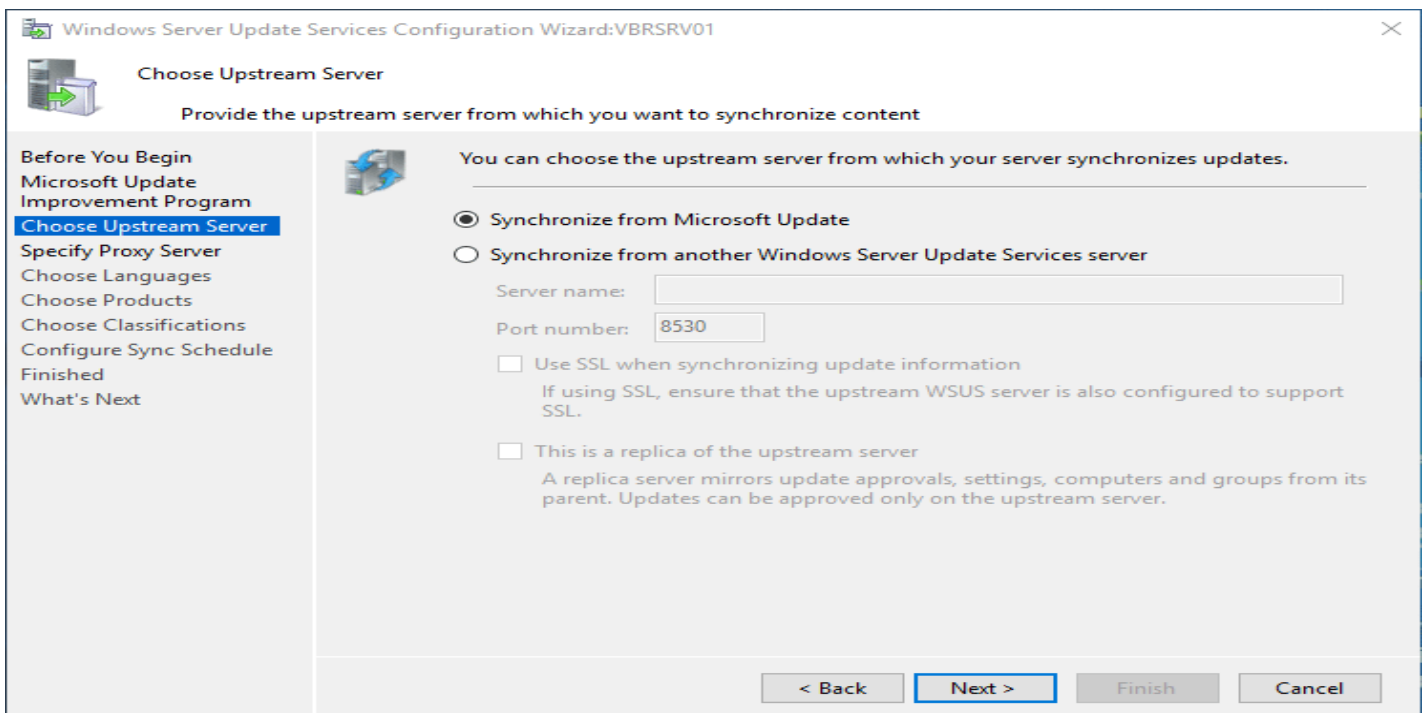 Windows Server Update Services Configuration Wizard:VBRSRV01
Choose Upstream Server
Provide the upstream server from which you want to synchronize content
Before You Begin
Microsoft Update
Improvement Program
Choose Upstream Server
Specify Proxy Server
Choose Languages
Choose Products
Choose Classifications
Configure Sync Schedule
Finished
What's Next
You can choose the upstream server from which your server synchronizes updates.
Synchronize from Microsoft Update
Synchronize from another Windows Server Update Services server
Server name:
Port number: 8530
Use SSL when synchronizing update information
If using SSL, ensure that the upstream WSUS server is also configured to support
SSL.
This is a replica of the upstream server
A replica server mirrors update approvals, settings, computers and groups from its
parent. Updates can be approved only on the upstream server.
< Back Next > Finish Cancel